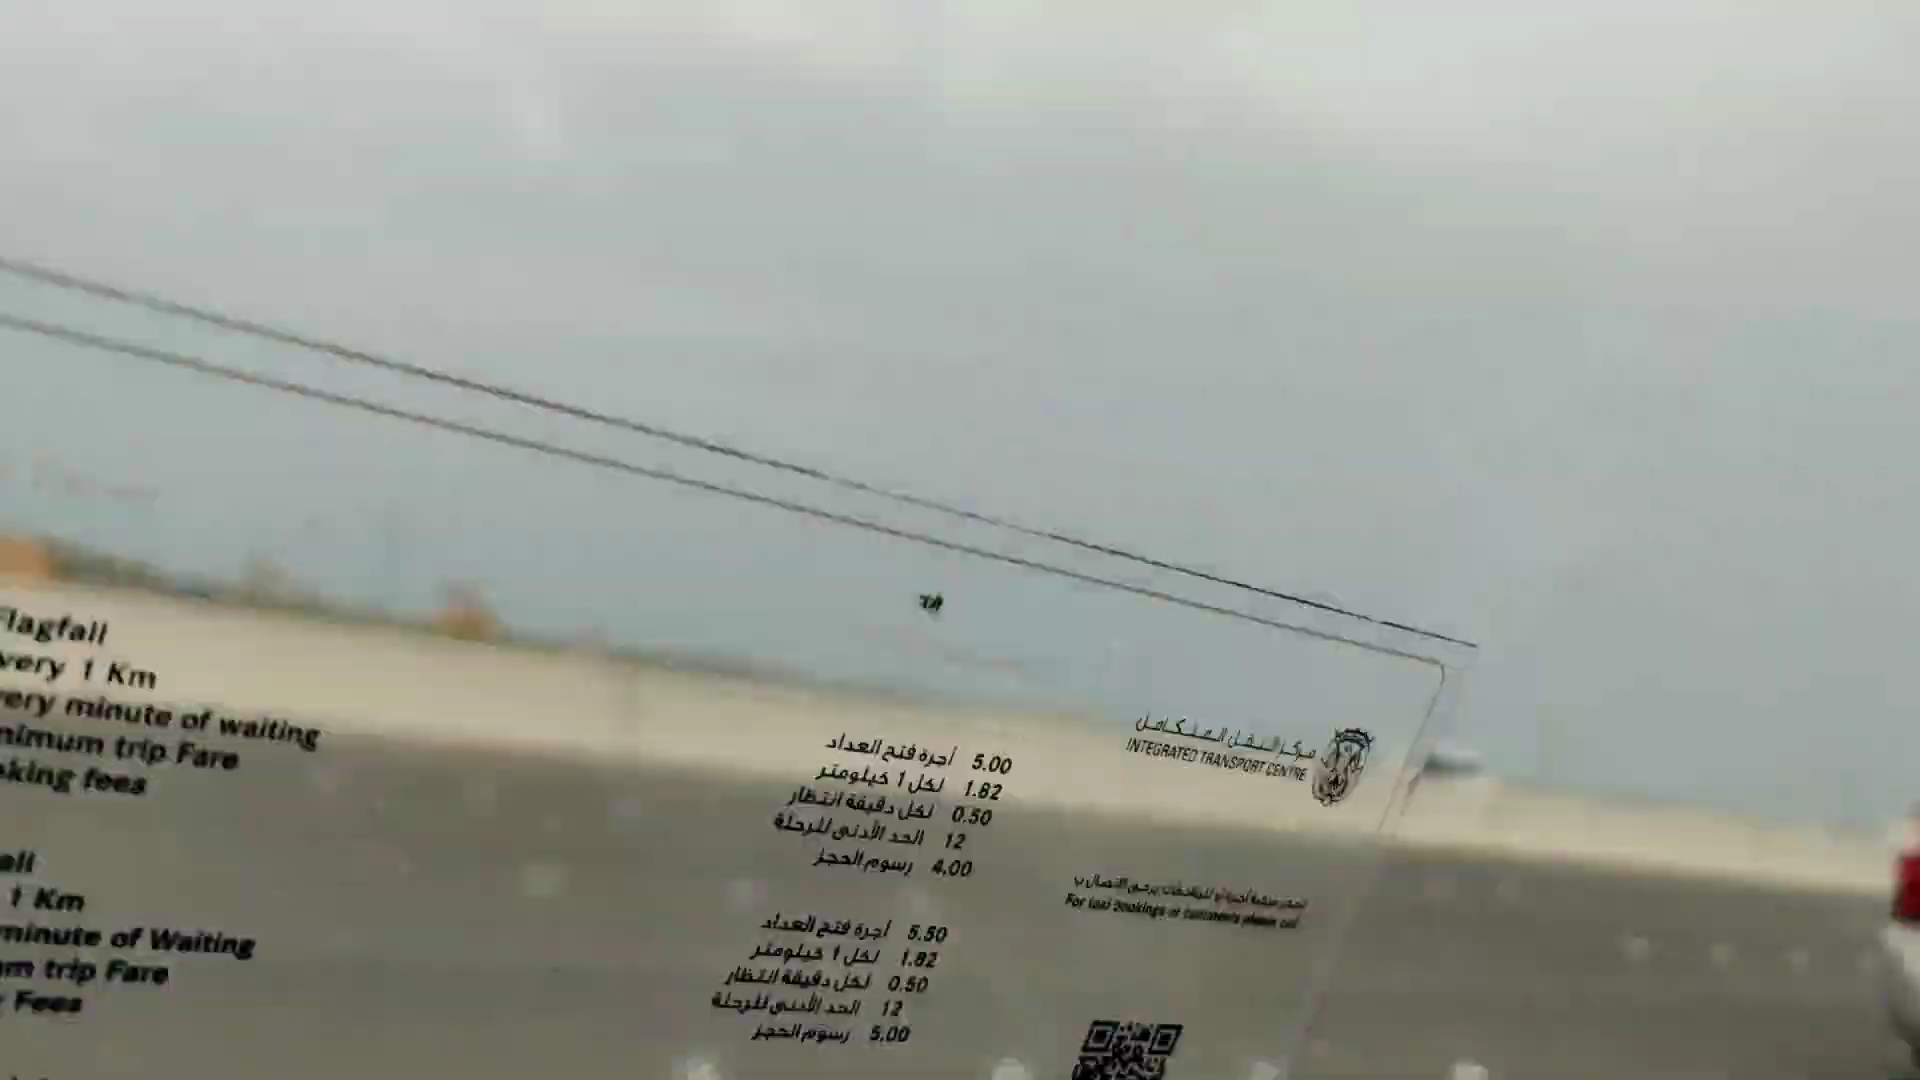 Flagfall
very 1 Km
very minute of waiting
nimum trip Fare
oking fees
all
1 Km
minute of Waiting
um trip Fare
Fees
أجرة فتح العداد 5.00
لكل 1 كيلومتر 1.82
لكل دقيقة انتظار 0.50
الحد الأدنى للرحلة 12
رسوم الحجز 4.00
أجرة فتح العداد 5.50
لكل 1 كيلومتر 1.82
لكل دقيقة انتظار 0.50
الحد الأدنى للرحلة 12
رسوم الحجز 5.00
مركز النقل المتكامل
INTEGRATED TRANSPORT CENTRE
For taxi bookings or comments please call